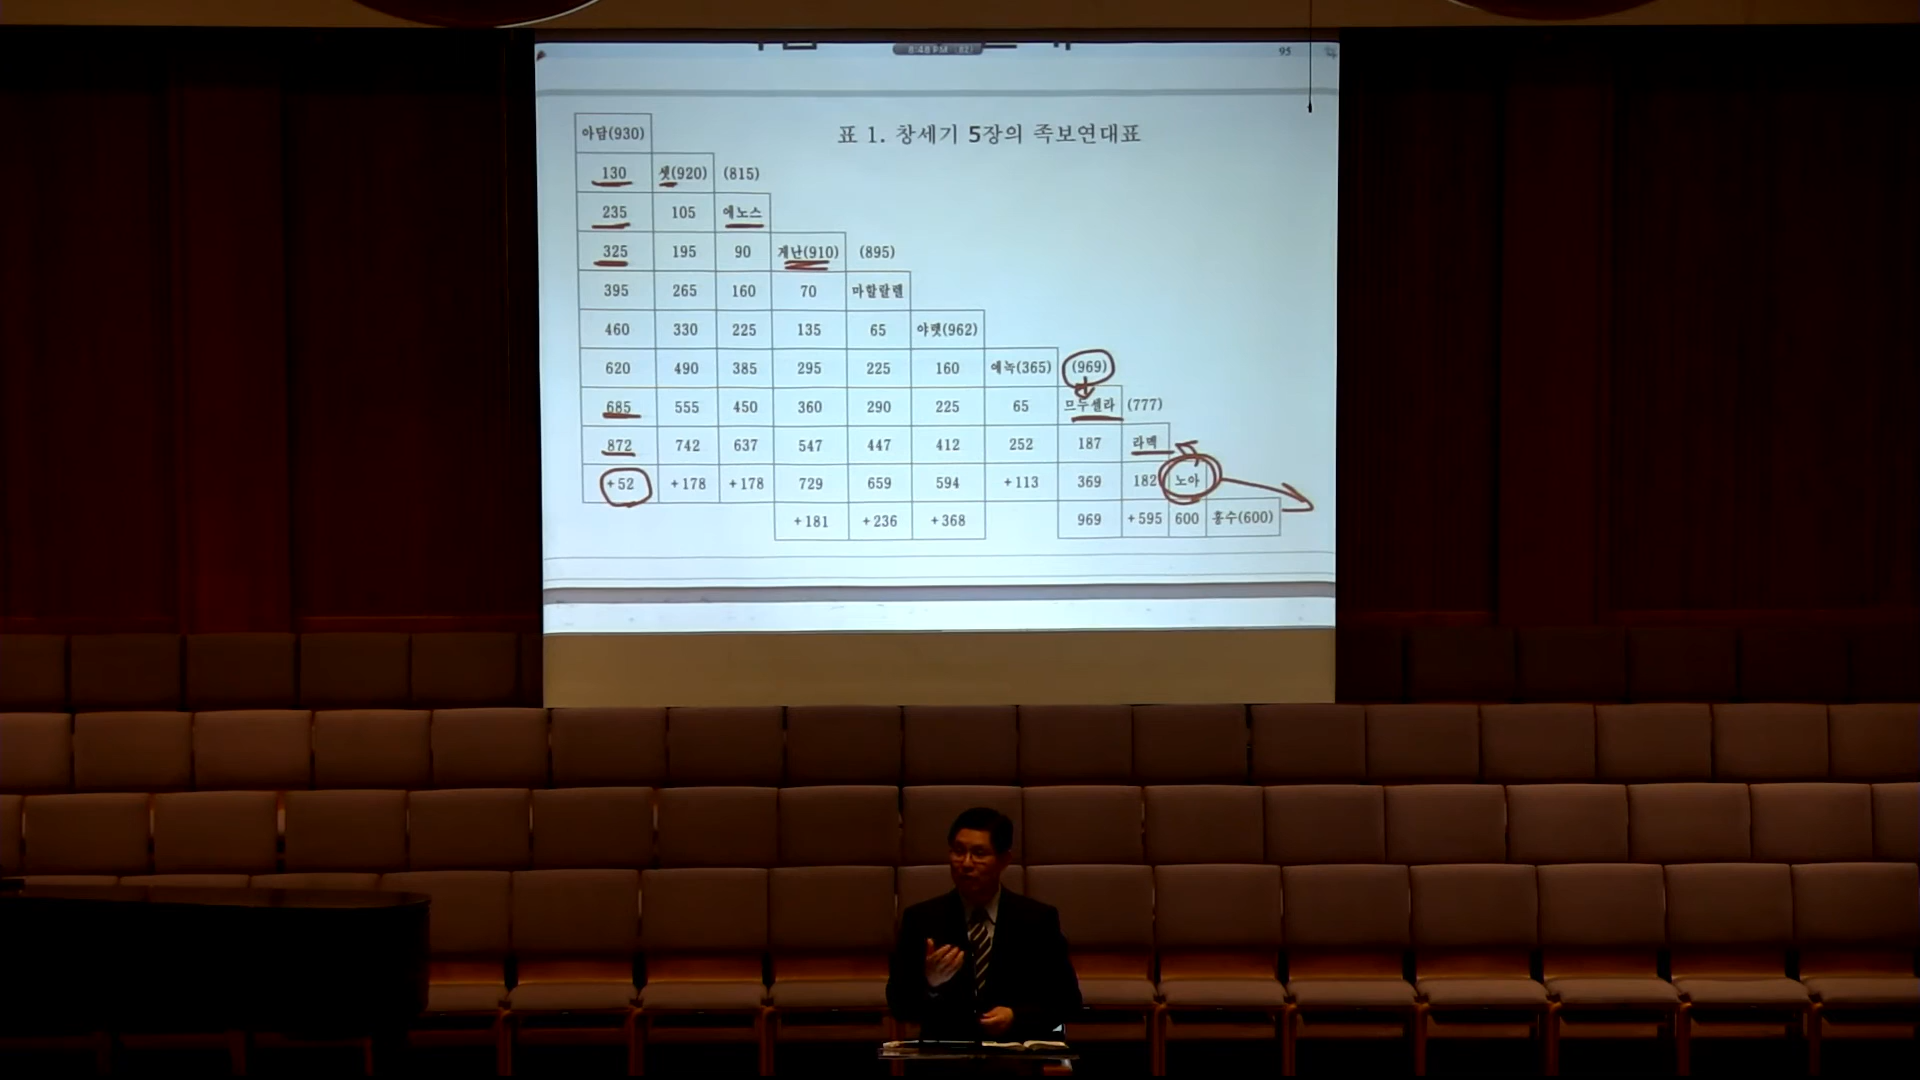 8:48 PM (82)
95
표 1. 창세기 5장의 족보연대표
아담(930)
130 셋(920) (815)
235 105 에노스
325 195 90 게난(910) (895)
395 265 160 70 마할랄렐
460 330 225 135 65 야렛(962)
620 490 385 295 225 160 에녹(365) (969)
685 555 450 360 290 225 65 므두셀라 (777)
872 742 637 547 447 412 252 187 라멕
+52 +178 +178 729 659 594 +113 369 182 노아
+181 +236 +368 969 +595 600 홍수(600)